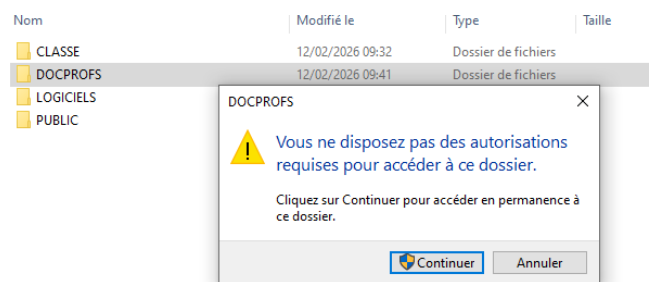 Nom Modifié le Type Taille
CLASSE 12/02/2026 09:32 Dossier de fichiers
DOCPROFS 12/02/2026 09:41 Dossier de fichiers
LOGICIELS
PUBLIC
DOCPROFS
Vous ne disposez pas des autorisations
requises pour accéder à ce dossier.
Cliquez sur Continuer pour accéder en permanence à
ce dossier.
Continuer Annuler